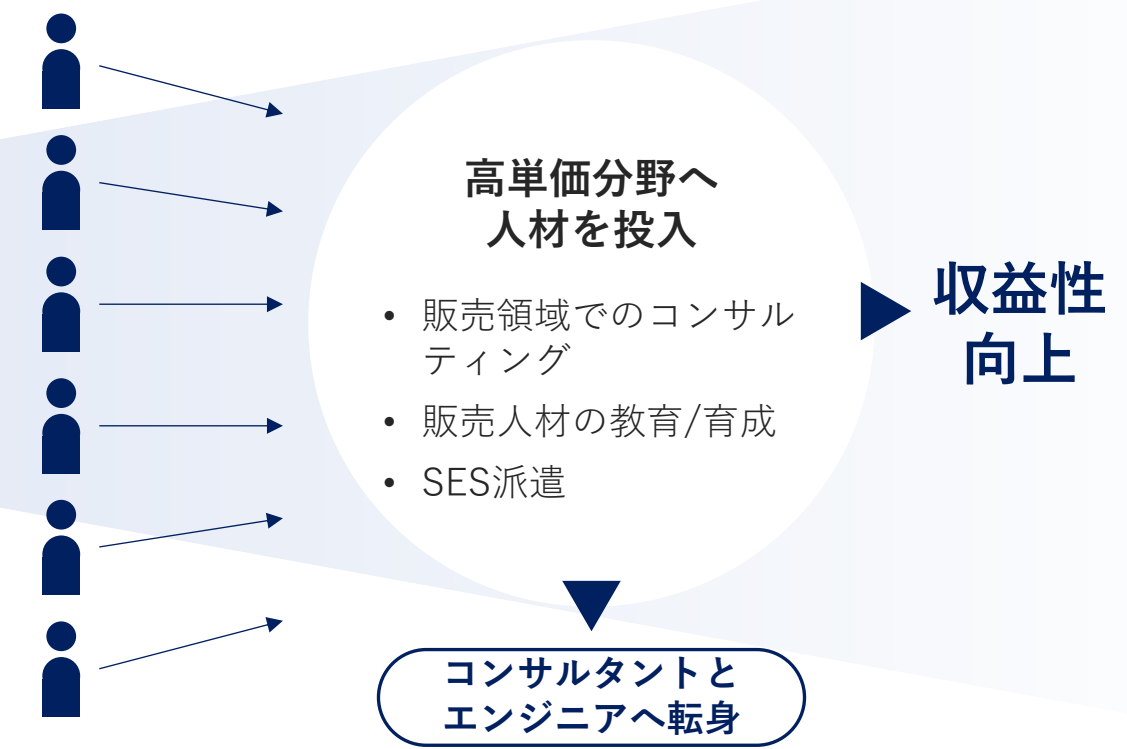 高単価分野へ
人材を投入
• 販売領域でのコンサル
ティング
• 販売人材の教育/育成
• SES派遣
収益性
向上
コンサルタントと
エンジニアへ転身